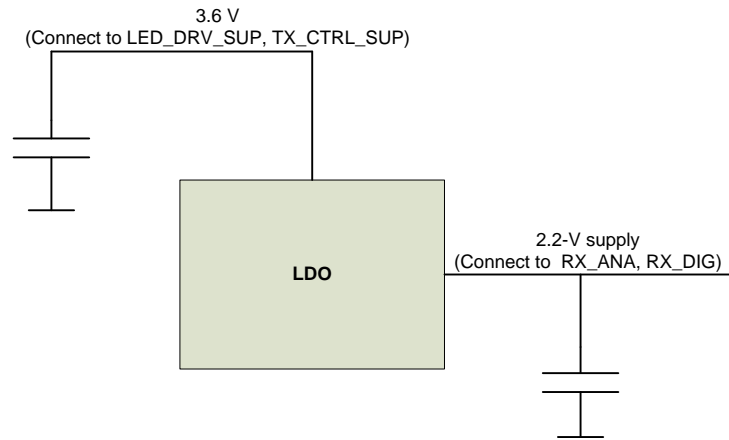 3.6 V
(Connect to LED_DRV_SUP, TX_CTRL_SUP)
LDO
2.2-V supply
(Connect to RX_ANA, RX_DIG)